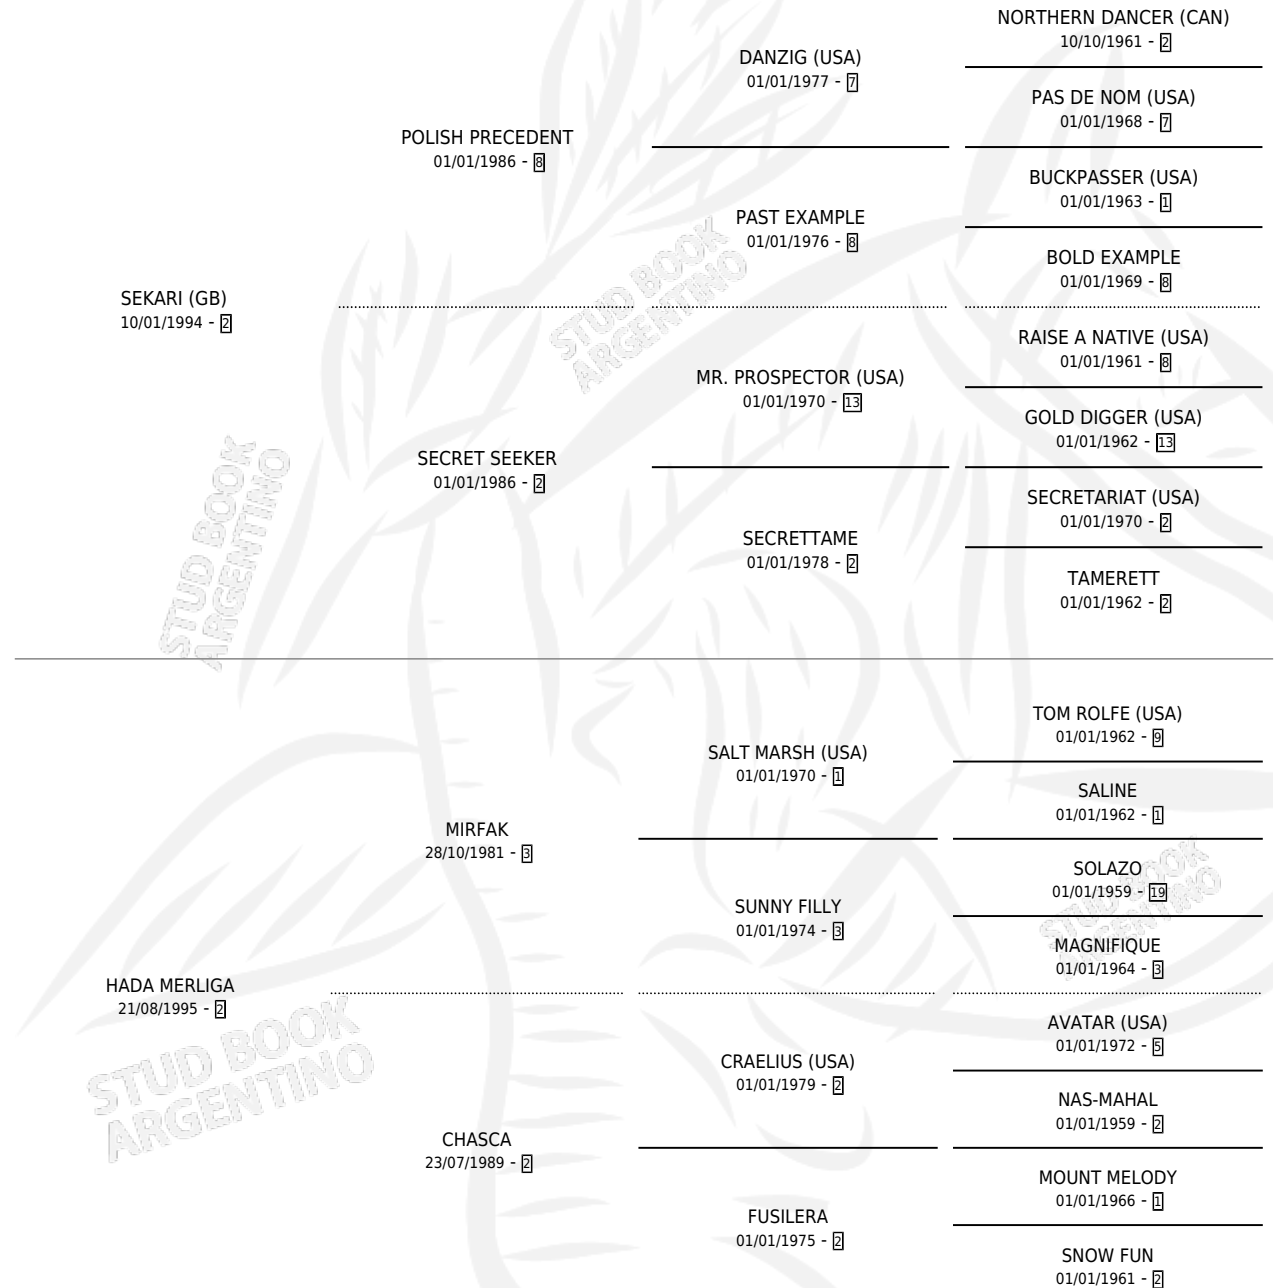 NORTHERN DANCER (CAN)
10/10/1961 - 2
DANZIG (USA)
01/01/1977 - 7
PAS DE NOM (USA)
01/01/1968 - 7
POLISH PRECEDENT
01/01/1986 - 8
BUCKPASSER (USA)
01/01/1963 - 1
PAST EXAMPLE
01/01/1976 - 8
BOLD EXAMPLE
01/01/1969 - 8
SEKARI (GB)
10/01/1994 - 2
RAISE A NATIVE (USA)
01/01/1961 - 8
MR. PROSPECTOR (USA)
01/01/1970 - 13
GOLD DIGGER (USA)
01/01/1962 - 13
SECRET SEEKER
01/01/1986 - 2
SECRETARIAT (USA)
01/01/1970 - 2
SECRETTAME
01/01/1978 - 2
TAMERETT
01/01/1962 - 2
TOM ROLFE (USA)
01/01/1962 - 9
SALT MARSH (USA)
01/01/1970 - 1
SALINE
01/01/1962 - 1
MIRFAK
28/10/1981 - 3
SOLAZO
01/01/1959 - 19
SUNNY FILLY
01/01/1974 - 3
MAGNIFIQUE
01/01/1964 - 3
HADA MERLIGA
21/08/1995 - 2
AVATAR (USA)
01/01/1972 - 5
CRAELIUS (USA)
01/01/1979 - 2
NAS-MAHAL
01/01/1959 - 2
CHASCA
23/07/1989 - 2
MOUNT MELODY
01/01/1966 - 1
FUSILERA
01/01/1975 - 2
SNOW FUN
01/01/1961 - 2
STUD BOOK
ARGENTINO
STUD BOOK
ARGENTINO
STUD BOOK
ARGENTINO
STUD BOOK
ARGENTINO